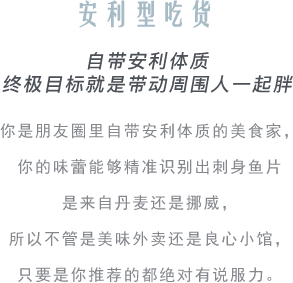 安利型吃货
自带安利体质
终极目标就是带动周围人一起胖
你是朋友圈里自带安利体质的美食家，
你的味蕾能够精准识别出刺身鱼片
是来自丹麦还是挪威，
所以不管是美味外卖还是良心小馆，
只要是你推荐的都绝对有说服力。